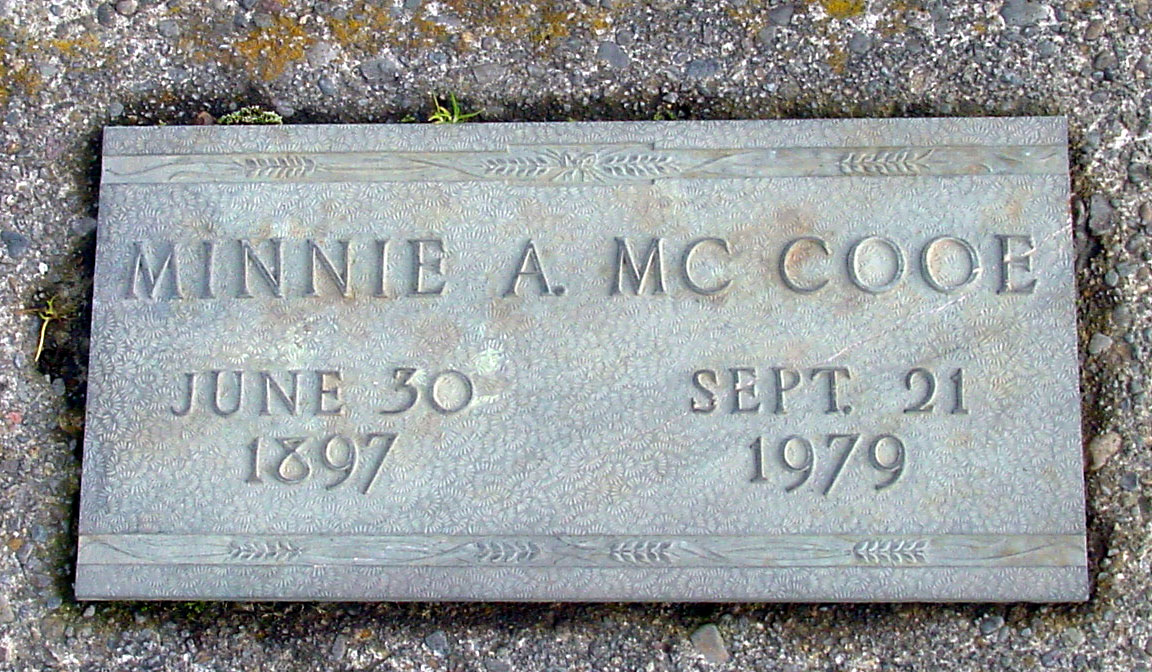 MINNIE A. MC COOE
JUNE 30 SEPT. 21
1897 1979